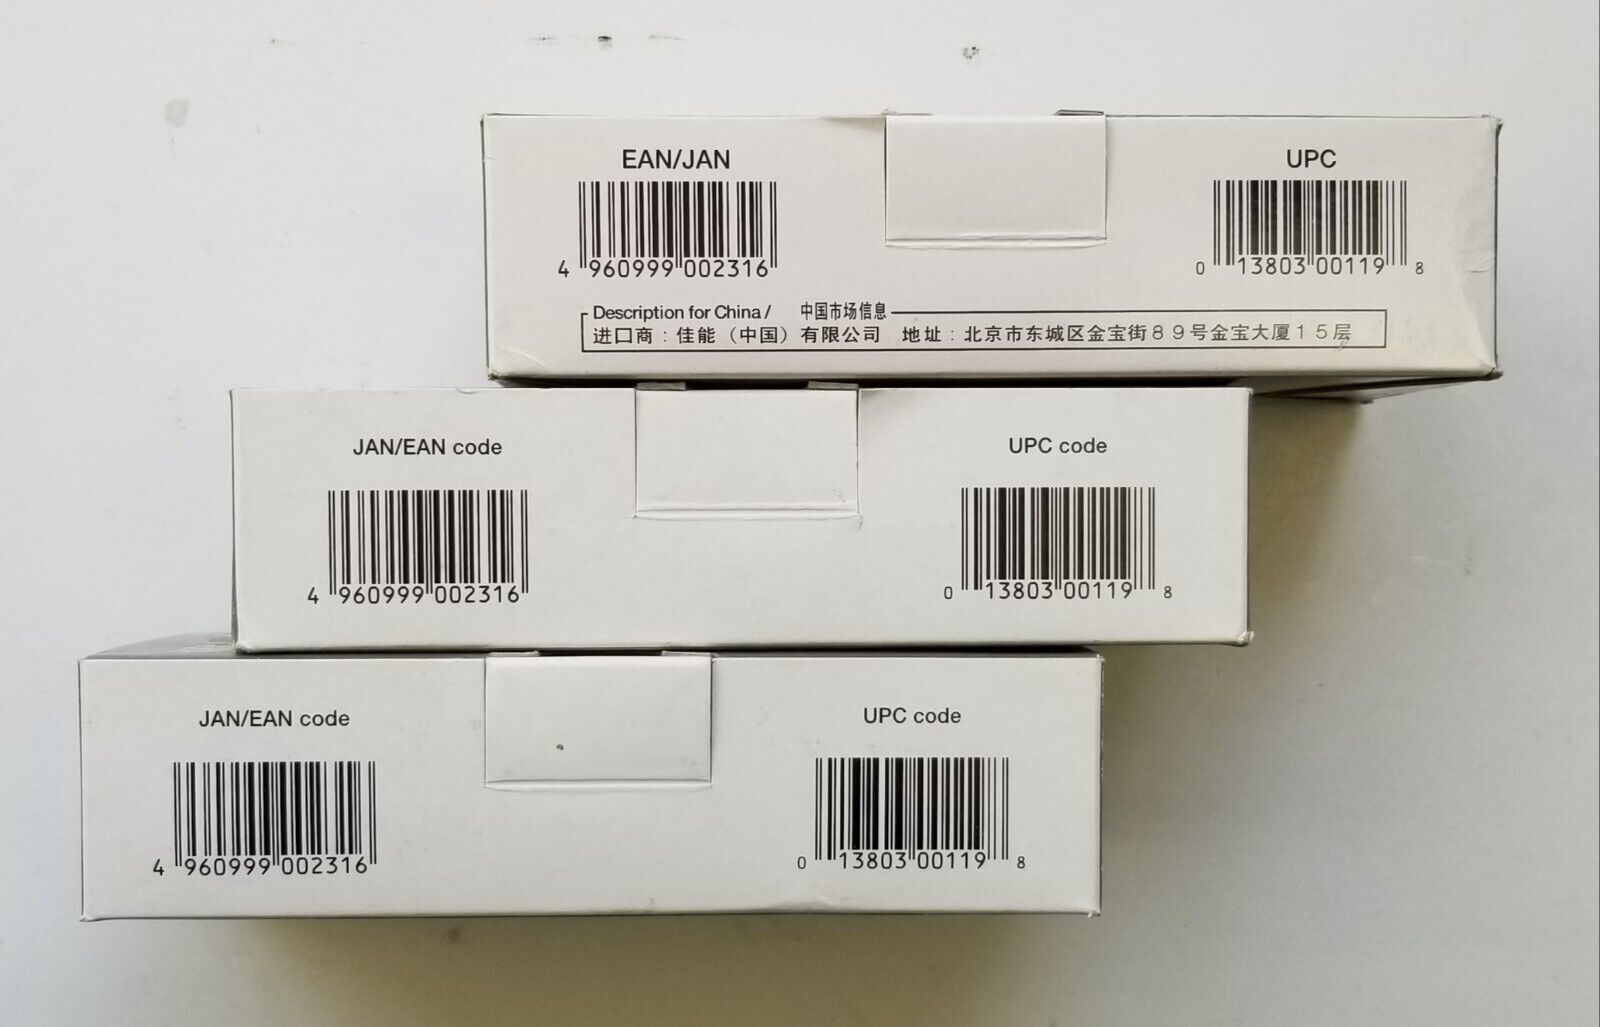 EAN/JAN
UPC
4 960999 002316
0 13803 00119 8
Description for China / 中国市场信息
进口商：佳能（中国）有限公司 地址：北京市东城区金宝街89号金宝大厦15层
JAN/EAN code
UPC code
4 960999 002316
0 13803 00119 8
JAN/EAN code
UPC code
4 960999 002316
0 13803 00119 8